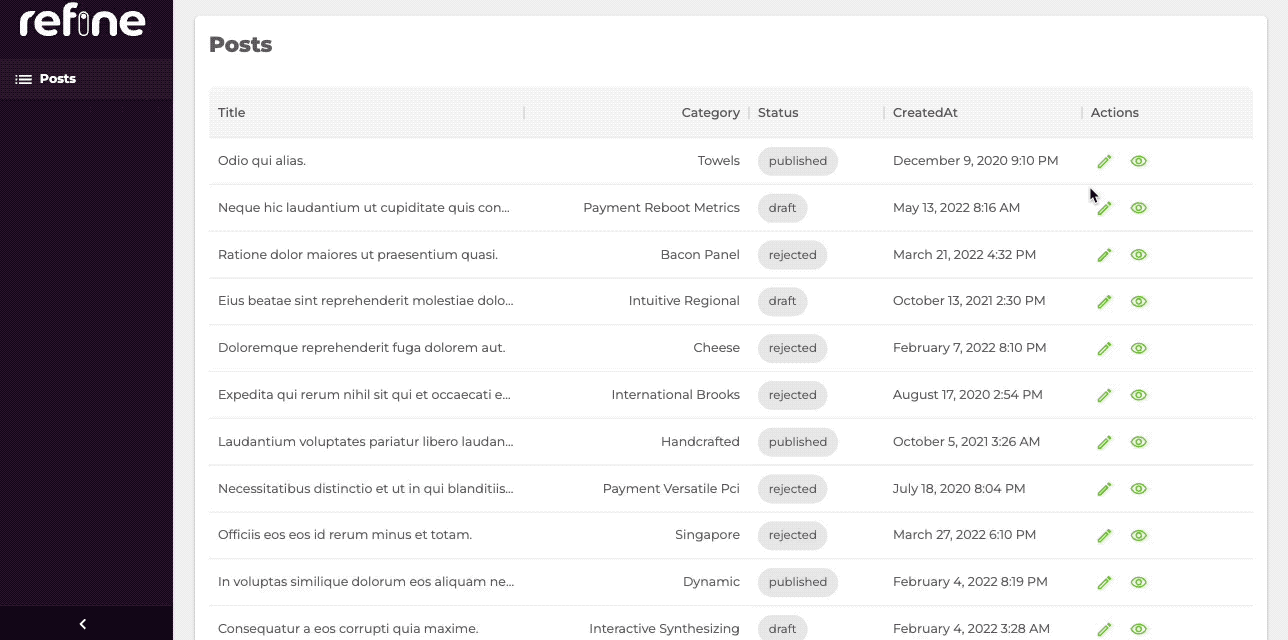 refine
Posts
Posts
Title Category Status CreatedAt Actions
Odio qui alias. Towels published December 9, 2020 9:10 PM
Neque hic laudantium ut cupiditate quis con... Payment Reboot Metrics draft May 13, 2022 8:16 AM
Ratione dolor maiores ut praesentium quasi. Bacon Panel rejected March 21, 2022 4:32 PM
Eius beatae sint reprehenderit molestiae dolo... Intuitive Regional draft October 13, 2021 2:30 PM
Doloremque reprehenderit fuga dolorem aut. Cheese rejected February 7, 2022 8:10 PM
Expedita qui rerum nihil sit qui et occaecati e... International Brooks rejected August 17, 2020 2:54 PM
Laudantium voluptates pariatur libero laudan... Handcrafted published October 5, 2021 3:26 AM
Necessitatibus distinctio et ut in qui blanditiis... Payment Versatile Pci rejected July 18, 2020 8:04 PM
Officiis eos eos id rerum minus et totam. Singapore rejected March 27, 2022 6:10 PM
In voluptas similique dolorum eos aliquam ne... Dynamic published February 4, 2022 8:19 PM
Consequatur a eos corrupti quia maxime. Interactive Synthesizing draft February 4, 2022 3:28 AM